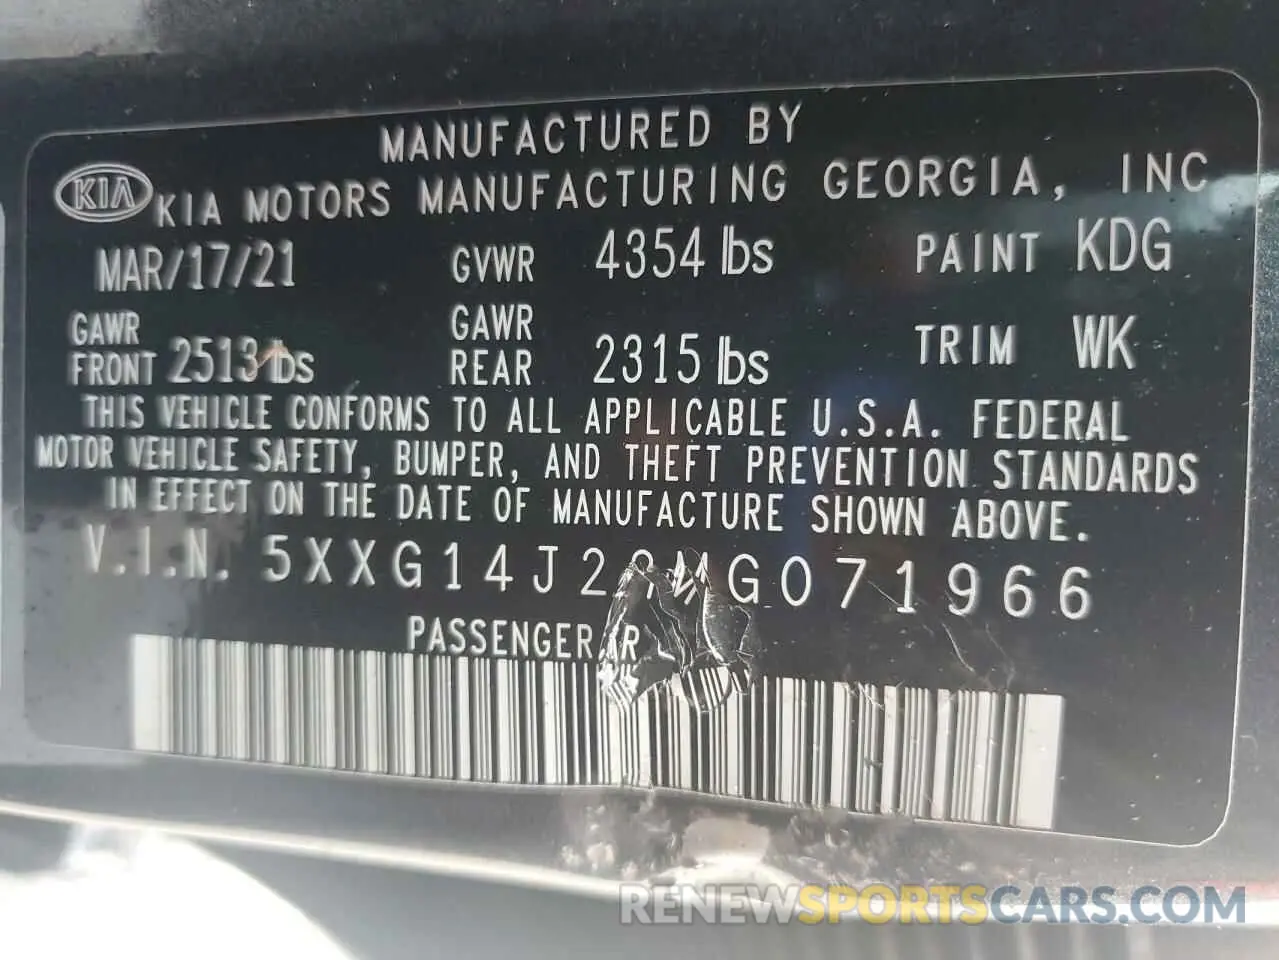 MANUFACTURED BY
KIA KIA MOTORS MANUFACTURING GEORGIA, INC
MAR/17/21 GVWR 4354 lbs PAINT KDG
GAWR FRONT 2513 lbs GAWR REAR 2315 lbs TRIM WK
THIS VEHICLE CONFORMS TO ALL APPLICABLE U.S.A. FEDERAL
MOTOR VEHICLE SAFETY, BUMPER, AND THEFT PREVENTION STANDARDS
IN EFFECT ON THE DATE OF MANUFACTURE SHOWN ABOVE.
V.I.N.
PASSENGER
RENEWSPORTSCARS.COM